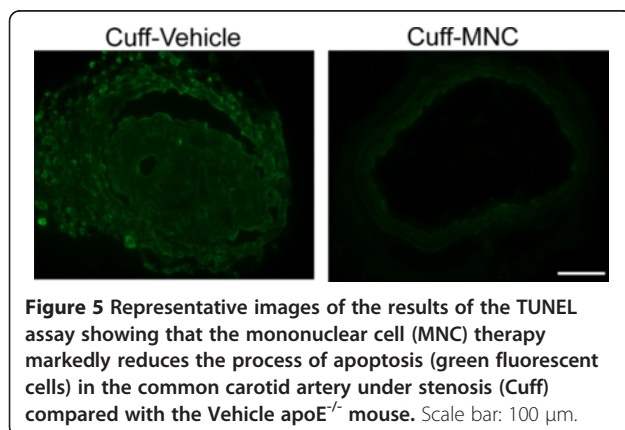 Cuff-Vehicle Cuff-MNC
Figure 5 Representative images of the results of the TUNEL
assay showing that the mononuclear cell (MNC) therapy
markedly reduces the process of apoptosis (green fluorescent
cells) in the common carotid artery under stenosis (Cuff)
compared with the Vehicle apoE⁻/⁻ mouse. Scale bar: 100 μm.